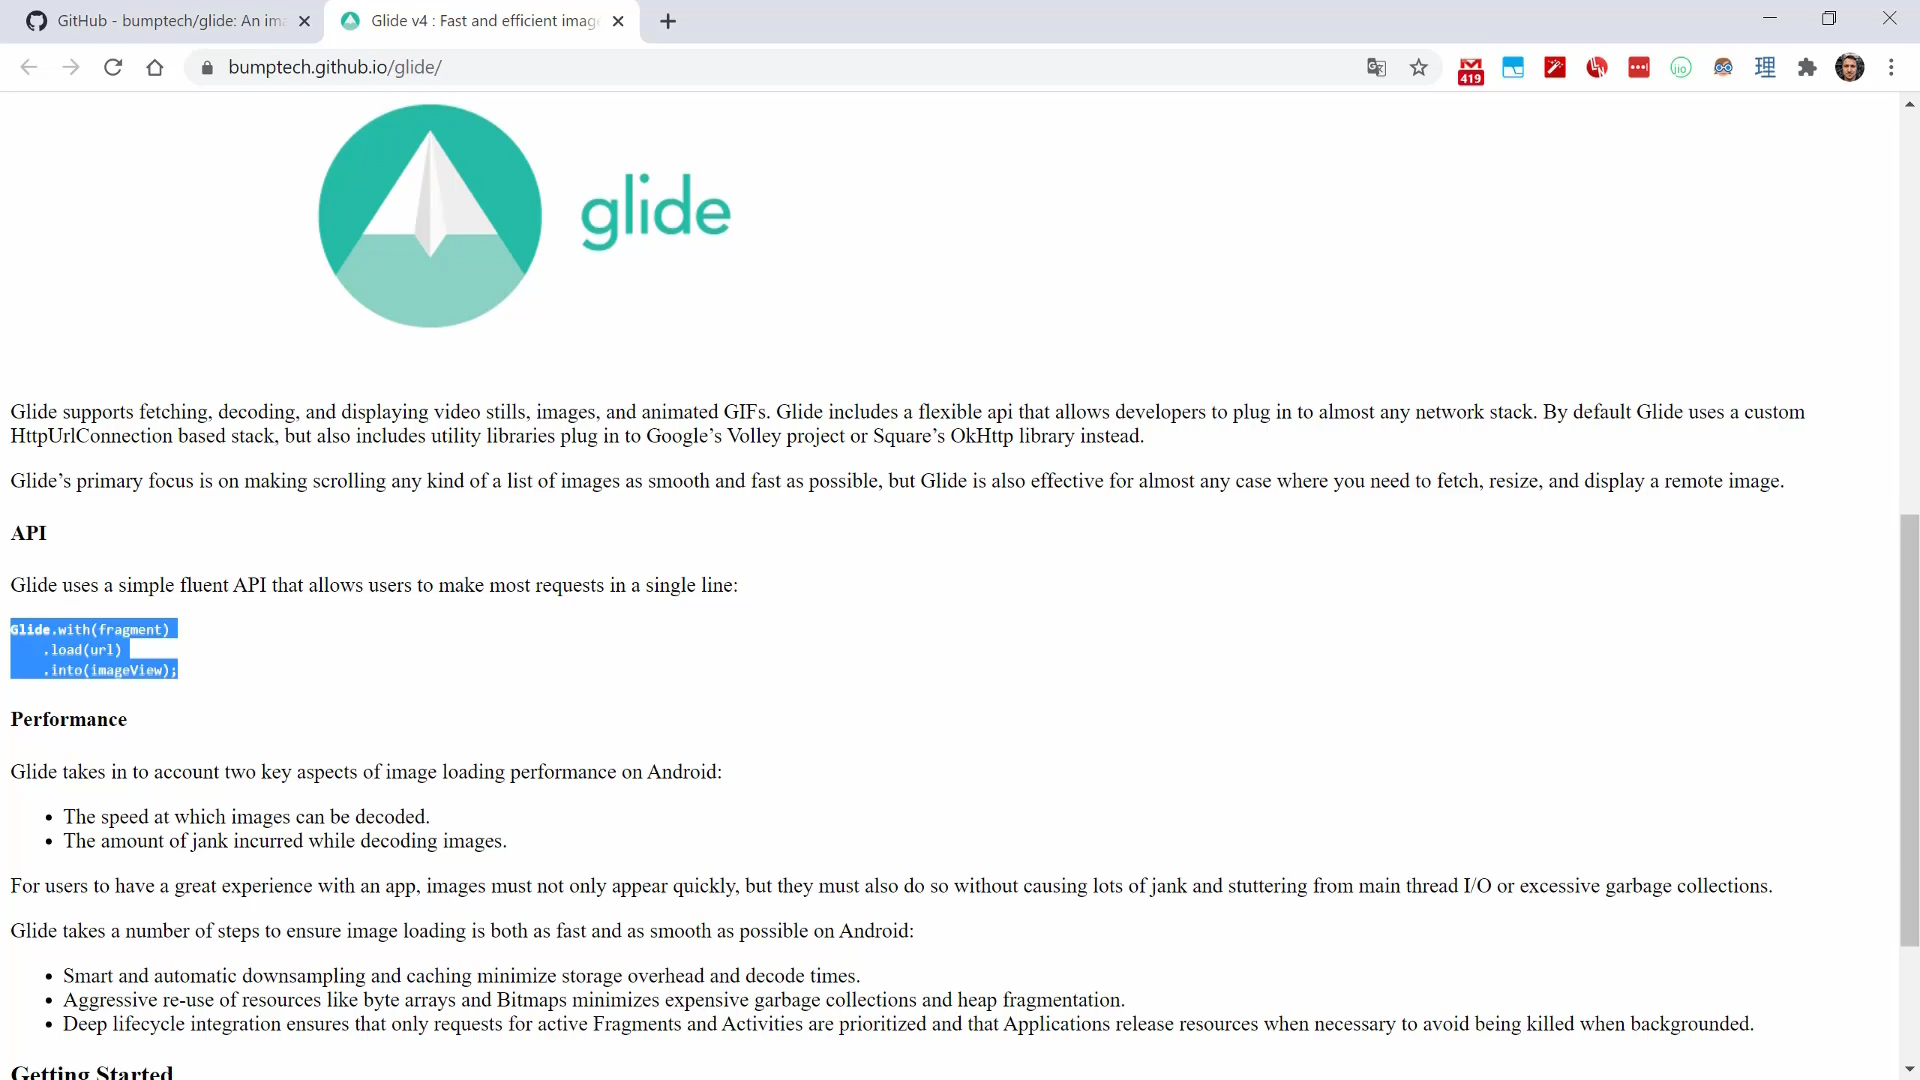 GitHub - bumptech/glide: An im
Glide v4 : Fast and efficient imag
bumptech.github.io/glide/
419
理
glide
Glide supports fetching, decoding, and displaying video stills, images, and animated GIFs. Glide includes a flexible api that allows developers to plug in to almost any network stack. By default Glide uses a custom
HttpUrlConnection based stack, but also includes utility libraries plug in to Google’s Volley project or Square’s OkHttp library instead.
Glide’s primary focus is on making scrolling any kind of a list of images as smooth and fast as possible, but Glide is also effective for almost any case where you need to fetch, resize, and display a remote image.
API
Glide uses a simple fluent API that allows users to make most requests in a single line:
Glide.with(fragment)
.load(url)
.into(imageView);
Performance
Glide takes in to account two key aspects of image loading performance on Android:
• The speed at which images can be decoded.
• The amount of jank incurred while decoding images.
For users to have a great experience with an app, images must not only appear quickly, but they must also do so without causing lots of jank and stuttering from main thread I/O or excessive garbage collections.
Glide takes a number of steps to ensure image loading is both as fast and as smooth as possible on Android:
• Smart and automatic downsampling and caching minimize storage overhead and decode times.
• Aggressive re-use of resources like byte arrays and Bitmaps minimizes expensive garbage collections and heap fragmentation.
• Deep lifecycle integration ensures that only requests for active Fragments and Activities are prioritized and that Applications release resources when necessary to avoid being killed when backgrounded.
Getting Started